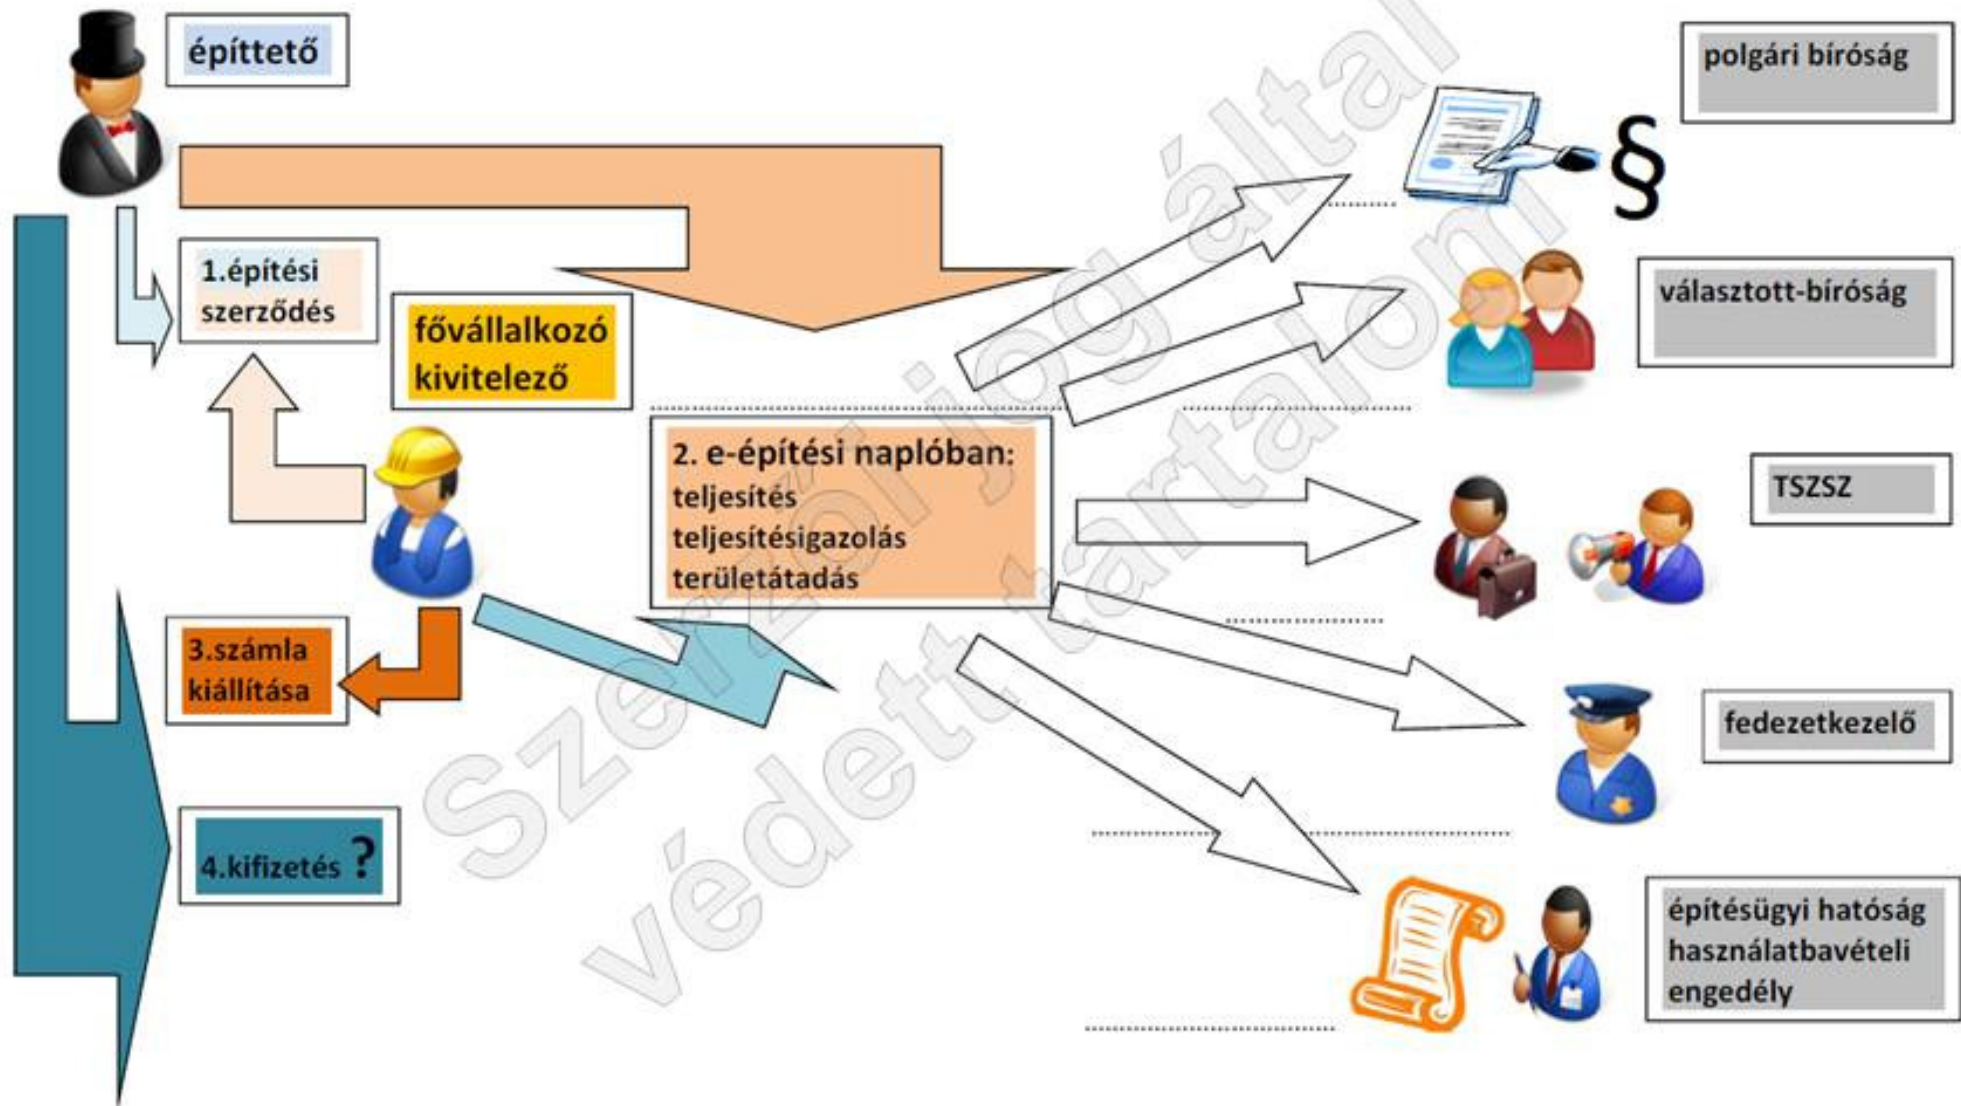 építtető
polgári bíróság
§
1.építési
szerződés
fővállalkozó
kivitelező
választott-bíróság
2. e-építési naplóban:
teljesítés
teljesítésigazolás
területátadás
TSZSZ
3.számla
kiállítása
fedezetkezelő
4.kifizetés ?
építésügyi hatóság
használatbavételi
engedély
Szerzői jog által
védett tartalom